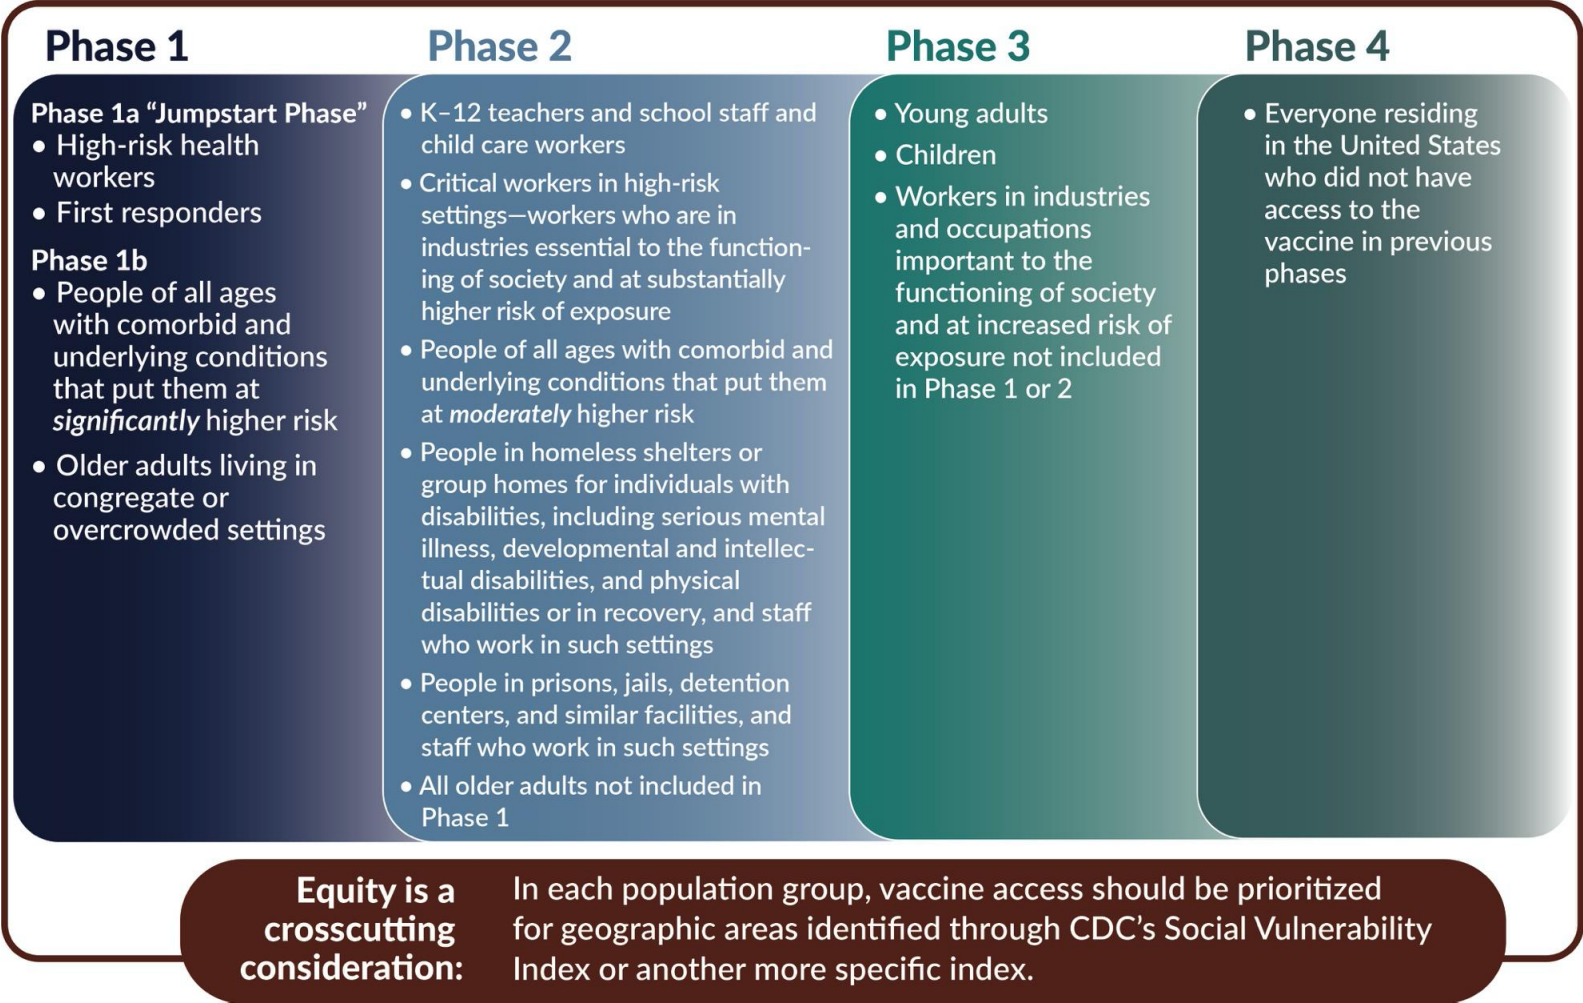 Phase 1
Phase 1a “Jumpstart Phase”
• High-risk health
workers
• First responders
Phase 1b
• People of all ages
with comorbid and
underlying conditions
that put them at
significantly higher risk
• Older adults living in
congregate or
overcrowded settings
Phase 2
• K–12 teachers and school staff and
child care workers
• Critical workers in high-risk
settings—workers who are in
industries essential to the function-
ing of society and at substantially
higher risk of exposure
• People of all ages with comorbid and
underlying conditions that put them
at moderately higher risk
• People in homeless shelters or
group homes for individuals with
disabilities, including serious mental
illness, developmental and intellec-
tual disabilities, and physical
disabilities or in recovery, and staff
who work in such settings
• People in prisons, jails, detention
centers, and similar facilities, and
staff who work in such settings
• All older adults not included in
Phase 1
Phase 3
• Young adults
• Children
• Workers in industries
and occupations
important to the
functioning of society
and at increased risk of
exposure not included
in Phase 1 or 2
Phase 4
• Everyone residing
in the United States
who did not have
access to the
vaccine in previous
phases
Equity is a
crosscutting
consideration:
In each population group, vaccine access should be prioritized
for geographic areas identified through CDC’s Social Vulnerability
Index or another more specific index.